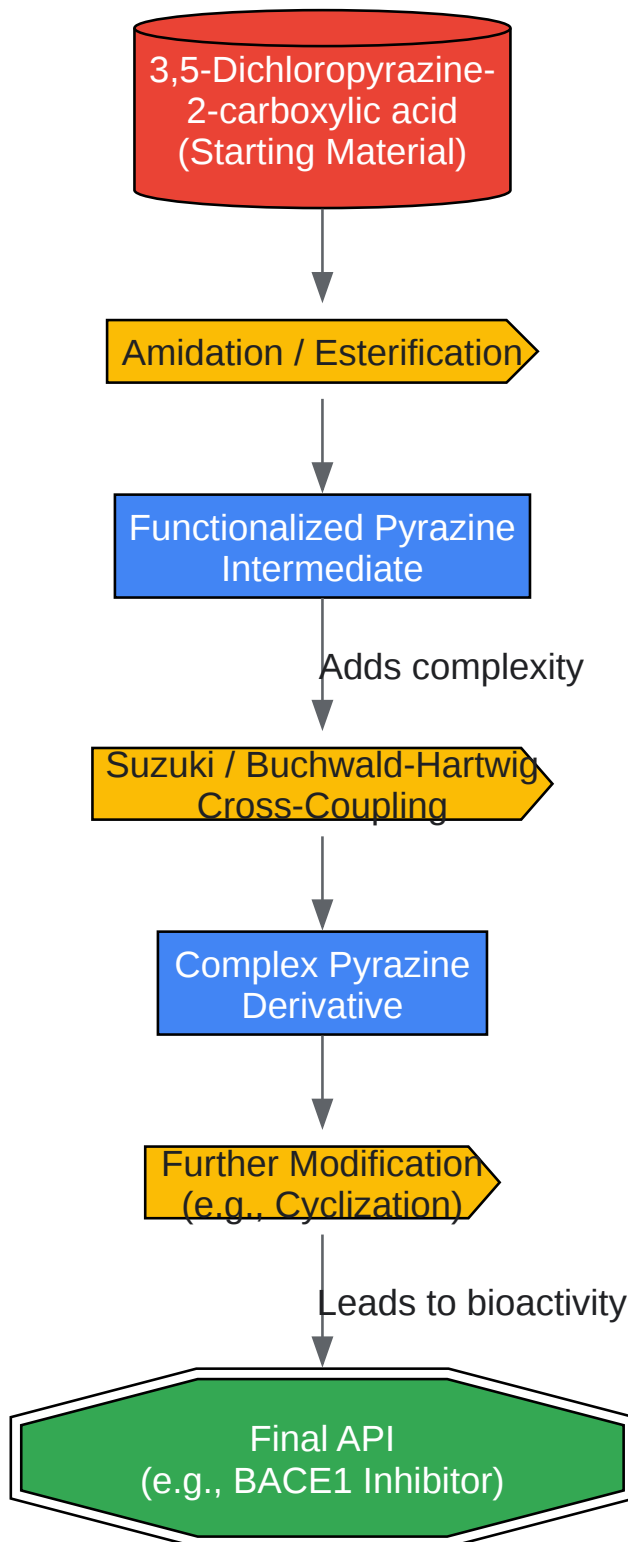 3,5-Dichloropyrazine-
2-carboxylic acid
(Starting Material)
Amidation / Esterification
Functionalized Pyrazine
Intermediate
Adds complexity
Suzuki / Buchwald-Hartwig
Cross-Coupling
Complex Pyrazine
Derivative
Further Modification
(e.g., Cyclization)
Leads to bioactivity
Final API
(e.g., BACE1 Inhibitor)